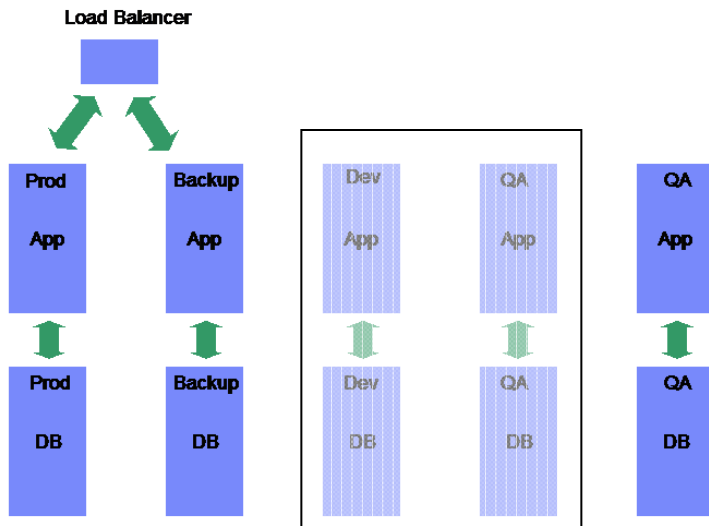 Load Balancer
Prod
App
Backup
App
Dev
App
QA
App
QA
App
Prod
DB
Backup
DB
Dev
DB
QA
DB
QA
DB